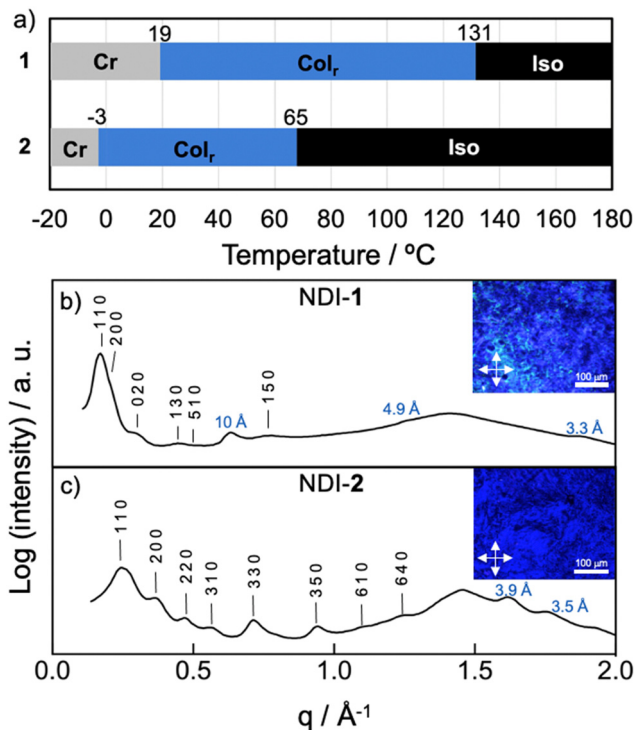 a)
19 131
1 Cr Colr Iso
-3 65
2 Cr Colr Iso
-20 0 20 40 60 80 100 120 140 160 180
Temperature / ºC
b) NDI-1
110
200
020
130
510
10 Å
150
4.9 Å
3.3 Å
100 µm
c) NDI-2
110
200
220
310
330
350
610
640
3.9 Å
3.5 Å
100 µm
Log (intensity) / a. u.
0.0 0.5 1.0 1.5 2.0
q / Å-1